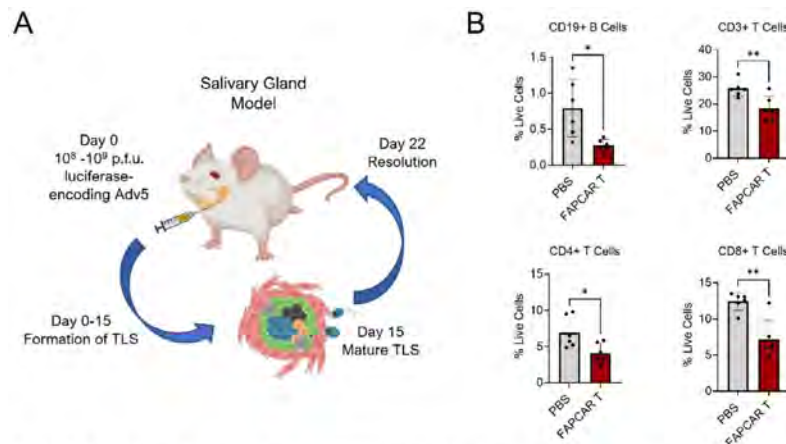 A
Salivary Gland
Model
Day 0
10⁸ -10⁹ p.f.u.
luciferase-
encoding Adv5
Day 22
Resolution
Day 0-15
Formation of TLS
Day 15
Mature TLS
B
CD19+ B Cells
*
% Live Cells
1.5
1.0
0.5
0.0
PBS
FAPCAR T
CD3+ T Cells
**
% Live Cells
40
30
20
10
0
PBS
FAPCAR T
CD4+ T Cells
*
% Live Cells
15
10
5
0
PBS
FAPCAR T
CD8+ T Cells
**
% Live Cells
15
10
5
0
PBS
FAPCAR T